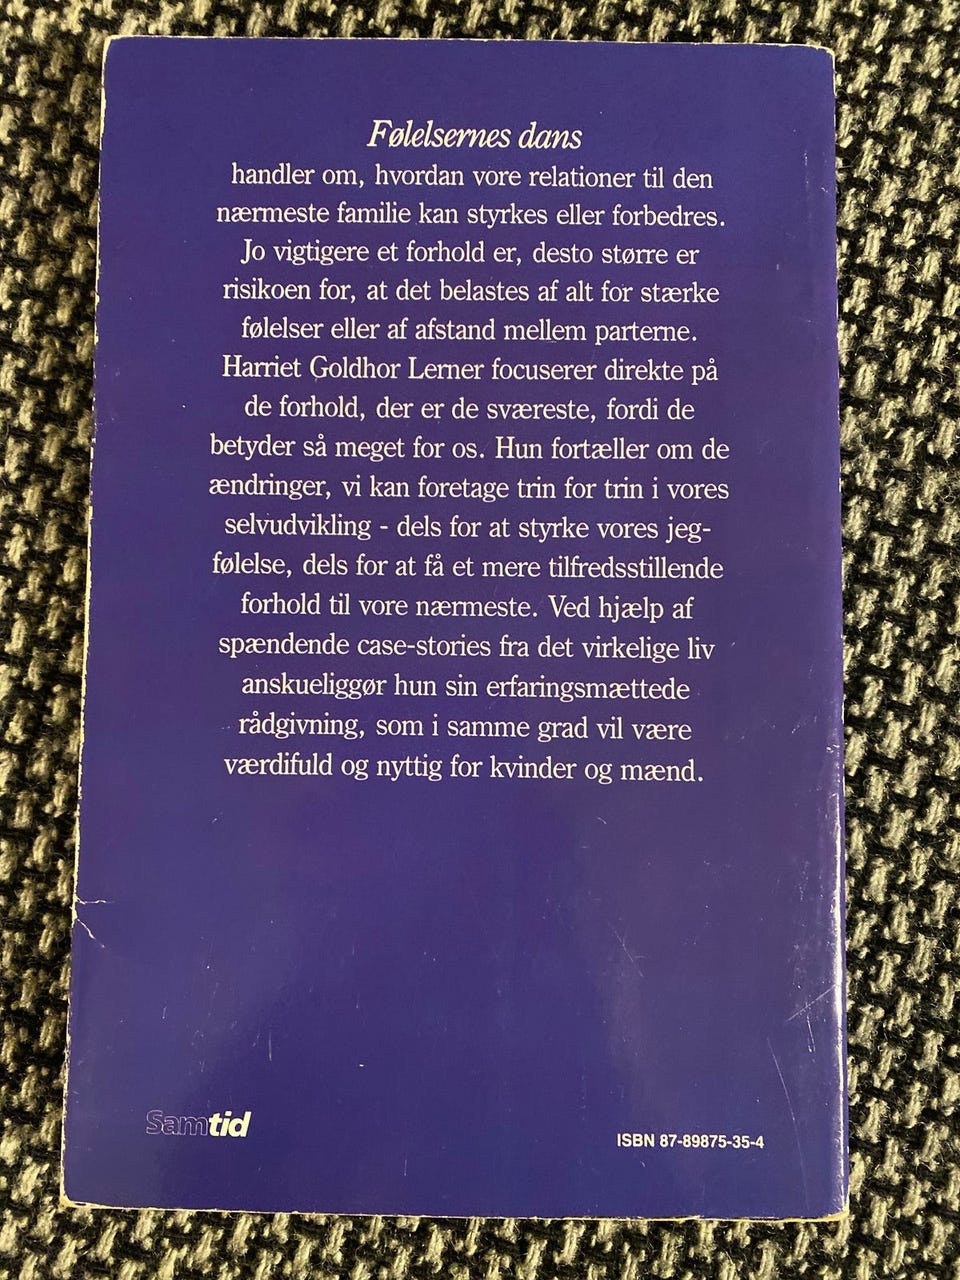 Følelsernes dans
handler om, hvordan vore relationer til den
nærmeste familie kan styrkes eller forbedres.
Jo vigtigere et forhold er, desto større er
risikoen for, at det belastes af alt for stærke
følelser eller af afstand mellem parterne.
Harriet Goldhor Lerner focuserer direkte på
de forhold, der er de sværeste, fordi de
betyder så meget for os. Hun fortæller om de
ændringer, vi kan foretage trin for trin i vores
selvudvikling - dels for at styrke vores jeg-
følelse, dels for at få et mere tilfredsstillende
forhold til vore nærmeste. Ved hjælp af
spændende case-stories fra det virkelige liv
anskueliggør hun sin erfaringsmættede
rådgivning, som i samme grad vil være
værdifuld og nyttig for kvinder og mænd.
Samtid
ISBN 87-89875-35-4